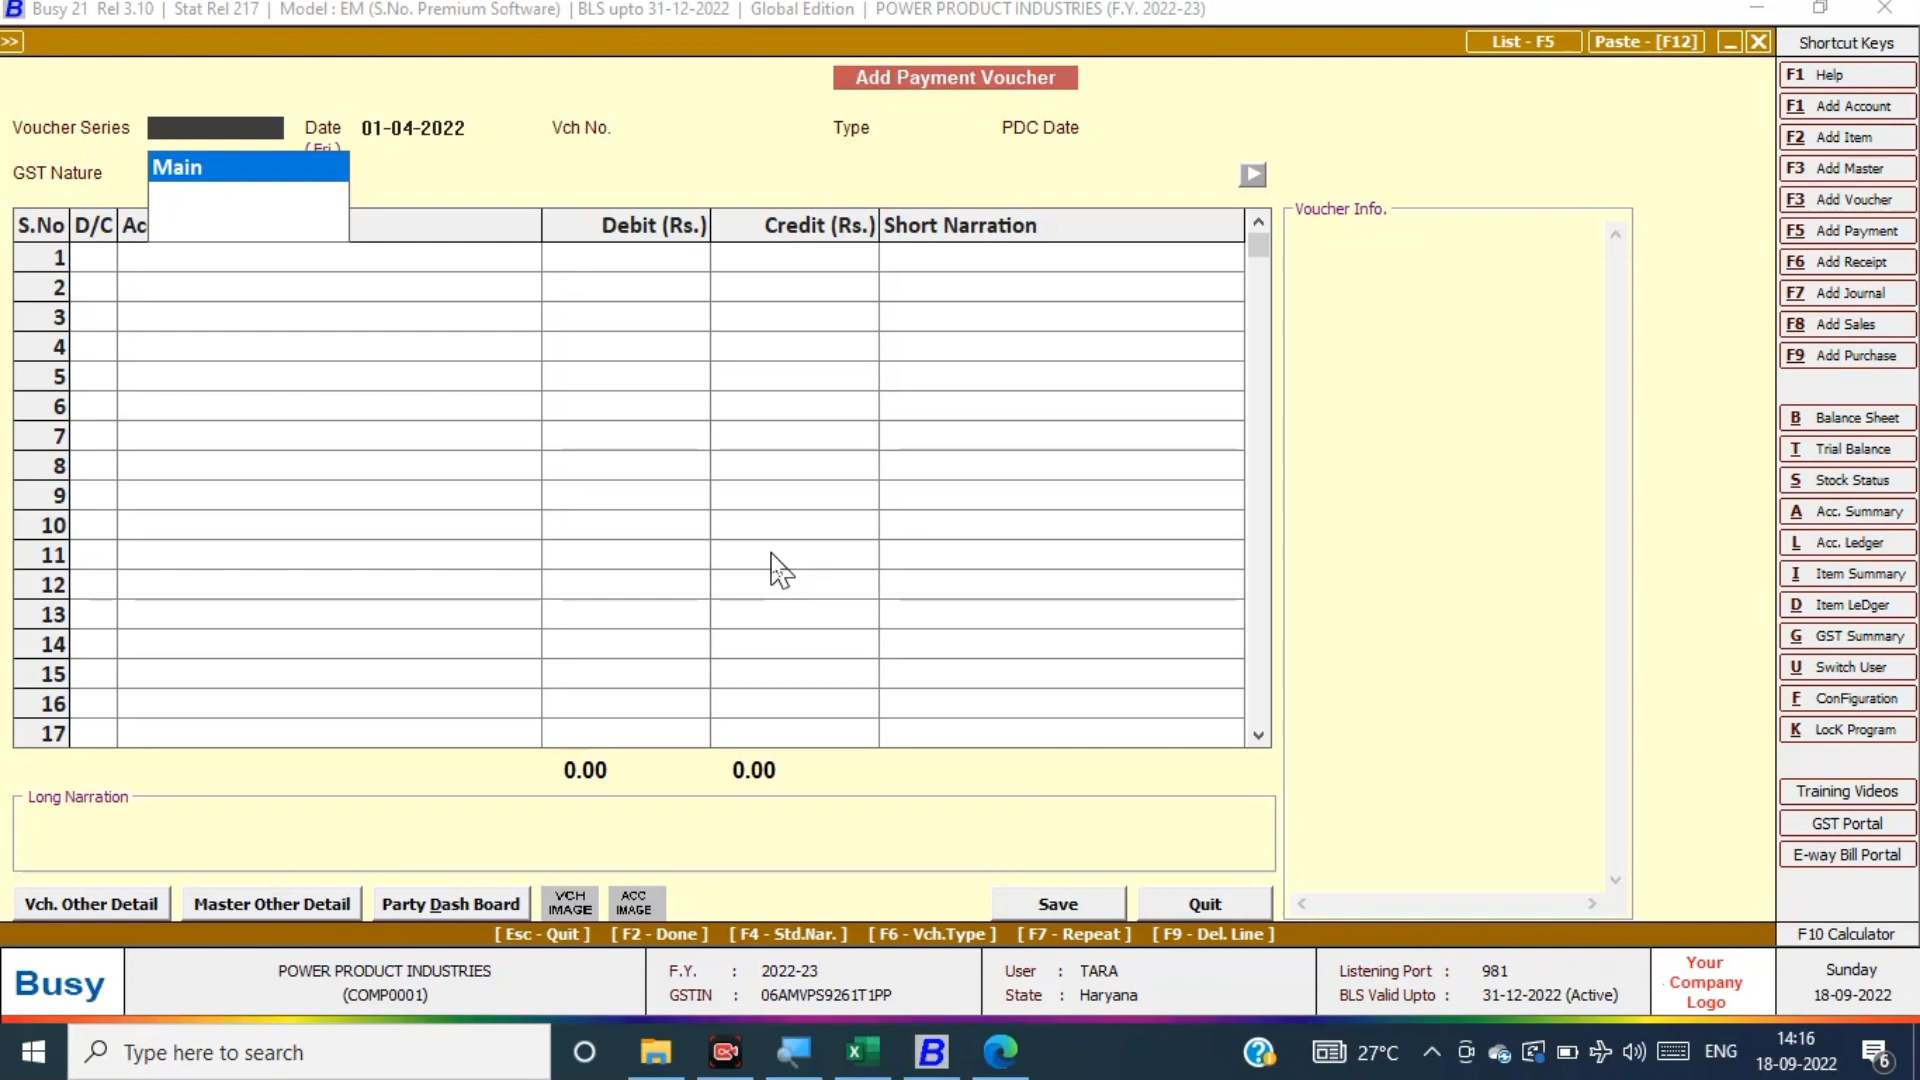 Busy 21 Rel 3.10 | Stat Rel 217 | Model : EM (S.No. Premium Software) | BLS upto 31-12-2022 | Global Edition | POWER PRODUCT INDUSTRIES (F.Y. 2022-23)
>> List - F5 Paste - [F12] Shortcut Keys
Add Payment Voucher
Voucher Series Date 01-04-2022 Vch No. Type PDC Date
(Fri)
GST Nature Main
S.No D/C Ac Debit (Rs.) Credit (Rs.) Short Narration
Voucher Info.
1
2
3
4
5
6
7
8
9
10
11
12
13
14
15
16
17
0.00 0.00
Long Narration
Vch. Other Detail Master Other Detail Party Dash Board VCH IMAGE ACC IMAGE Save Quit
[ Esc - Quit ] [ F2 - Done ] [ F4 - Std.Nar. ] [ F6 - Vch.Type ] [ F7 - Repeat ] [ F9 - Del. Line ]
F1 Help
F1 Add Account
F2 Add Item
F3 Add Master
F3 Add Voucher
F5 Add Payment
F6 Add Receipt
F7 Add Journal
F8 Add Sales
F9 Add Purchase
B Balance Sheet
T Trial Balance
S Stock Status
A Acc. Summary
L Acc. Ledger
I Item Summary
D Item LeDger
G GST Summary
U Switch User
F ConFiguration
K LocK Program
Training Videos
GST Portal
E-way Bill Portal
F10 Calculator
Busy
POWER PRODUCT INDUSTRIES
(COMP0001)
F.Y. : 2022-23
GSTIN : 06AMVPS9261T1PP
User : TARA
State : Haryana
Listening Port : 981
BLS Valid Upto : 31-12-2022 (Active)
Your
Company
Logo
Sunday
18-09-2022
Type here to search
27°C ENG
14:16
18-09-2022
6